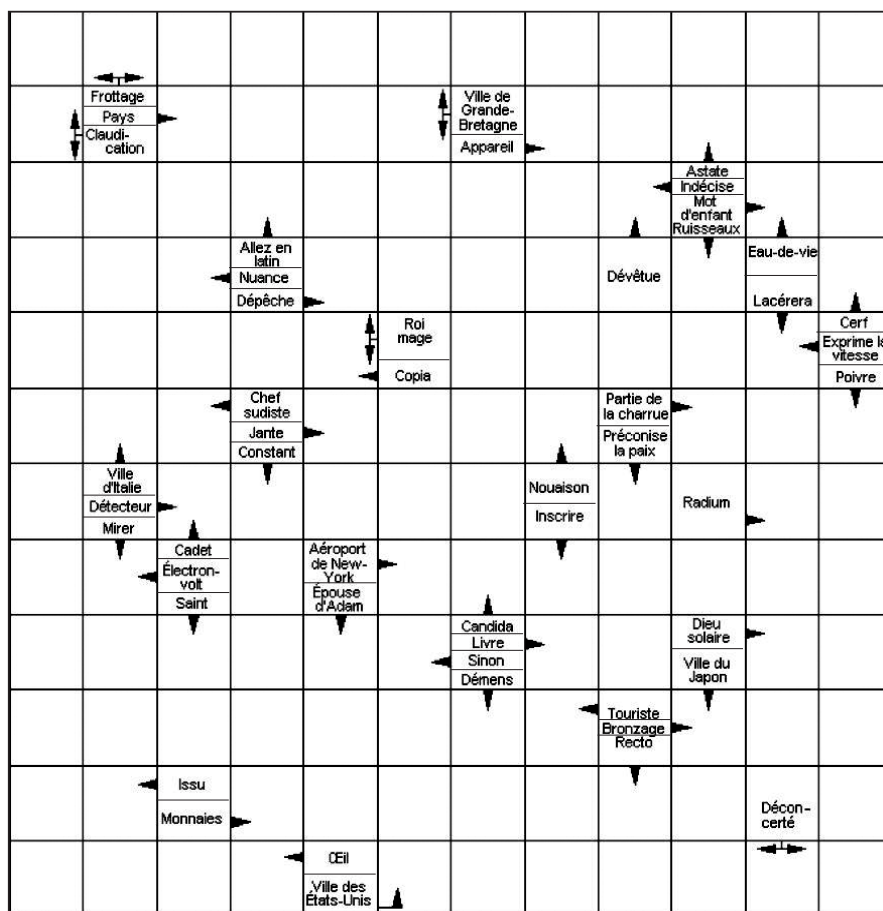 Frottage
Pays
Claudi-
cation
Ville de
Grande-
Bretagne
Appareil
Astate
Indécise
Mot
d'enfant
Ruisseaux
Allez en
latin
Nuance
Dépêche
Dévêtue
Eau-de-vie
Lacérera
Roi
mage
Copia
Cerf
Exprime la
vitesse
Poivre
Chef
sudiste
Jante
Constant
Partie de
la charrue
Préconise
la paix
Ville
d'Italie
Détecteur
Mirer
Nouaison
Inscrire
Radium
Cadet
Électron-
volt
Saint
Aéroport
de New-
York
Épouse
d'Adam
Candida
Livre
Sinon
Démens
Dieu
solaire
Ville du
Japon
Touriste
Bronzage
Recto
Issu
Monnaies
Décon-
certé
Œil
Ville des
États-Unis